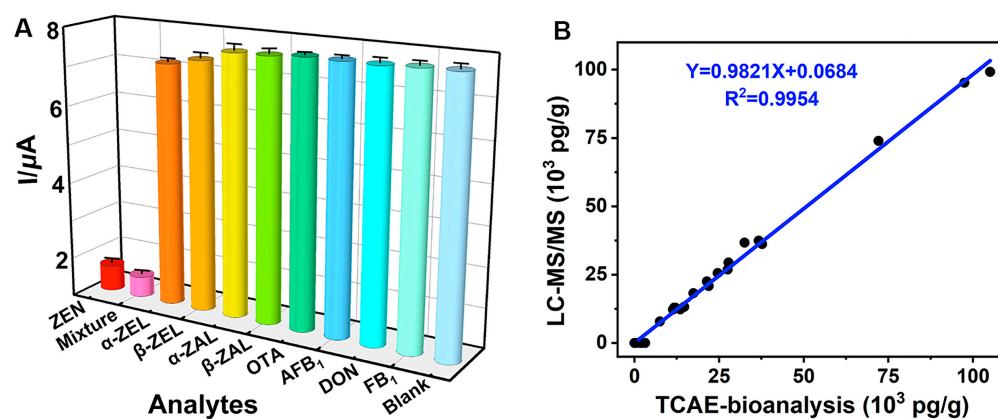 A
8
6
4
2
I/μA
ZEN
Mixture
α-ZEL
β-ZEL
α-ZAL
β-ZAL
OTA
AFB₁
DON
FB₁
Blank
Analytes
B
Y=0.9821X+0.0684
R²=0.9954
100
75
50
25
0
LC-MS/MS (10³ pg/g)
0 25 50 75 100
TCAE-bioanalysis (10³ pg/g)